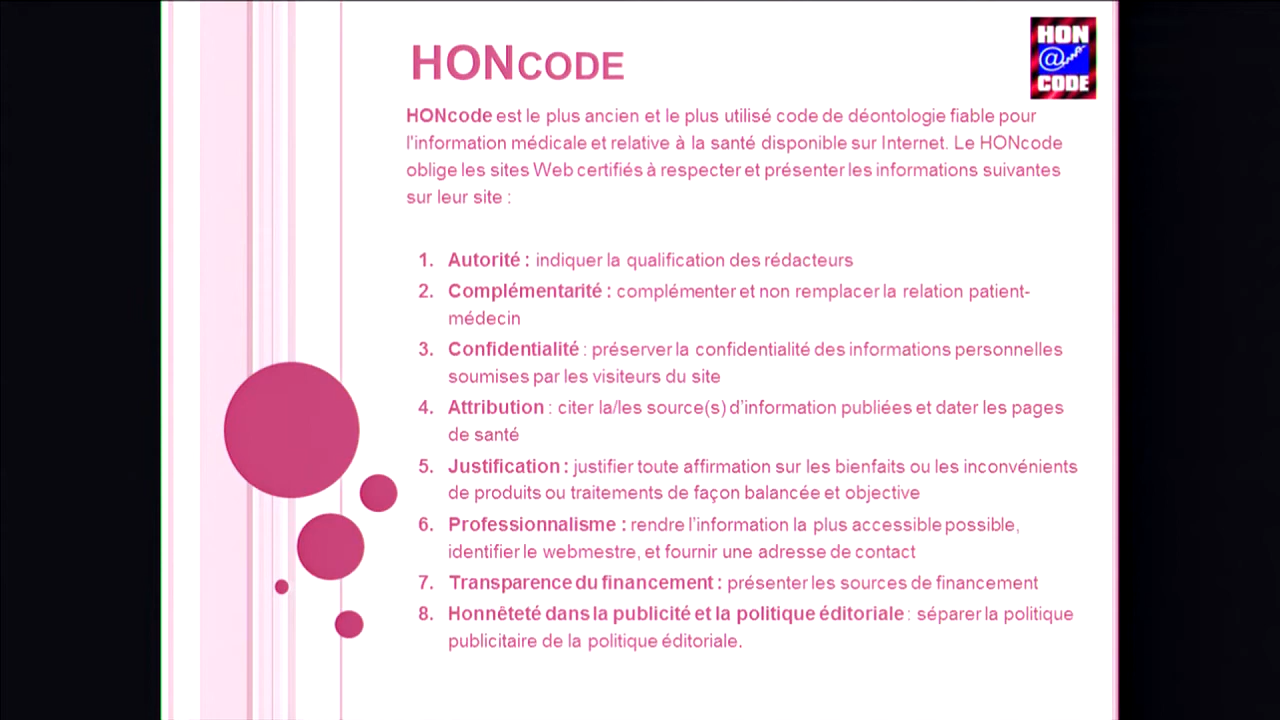 HONCODE
HON
@
CODE
HONcode est le plus ancien et le plus utilisé code de déontologie fiable pour
l'information médicale et relative à la santé disponible sur Internet. Le HONcode
oblige les sites Web certifiés à respecter et présenter les informations suivantes
sur leur site :
1. Autorité : indiquer la qualification des rédacteurs
2. Complémentarité : complémenter et non remplacer la relation patient-
médecin
3. Confidentialité : préserver la confidentialité des informations personnelles
soumises par les visiteurs du site
4. Attribution : citer la/les source(s) d’information publiées et dater les pages
de santé
5. Justification : justifier toute affirmation sur les bienfaits ou les inconvénients
de produits ou traitements de façon balancée et objective
6. Professionnalisme : rendre l’information la plus accessible possible,
identifier le webmestre, et fournir une adresse de contact
7. Transparence du financement : présenter les sources de financement
8. Honnêteté dans la publicité et la politique éditoriale : séparer la politique
publicitaire de la politique éditoriale.